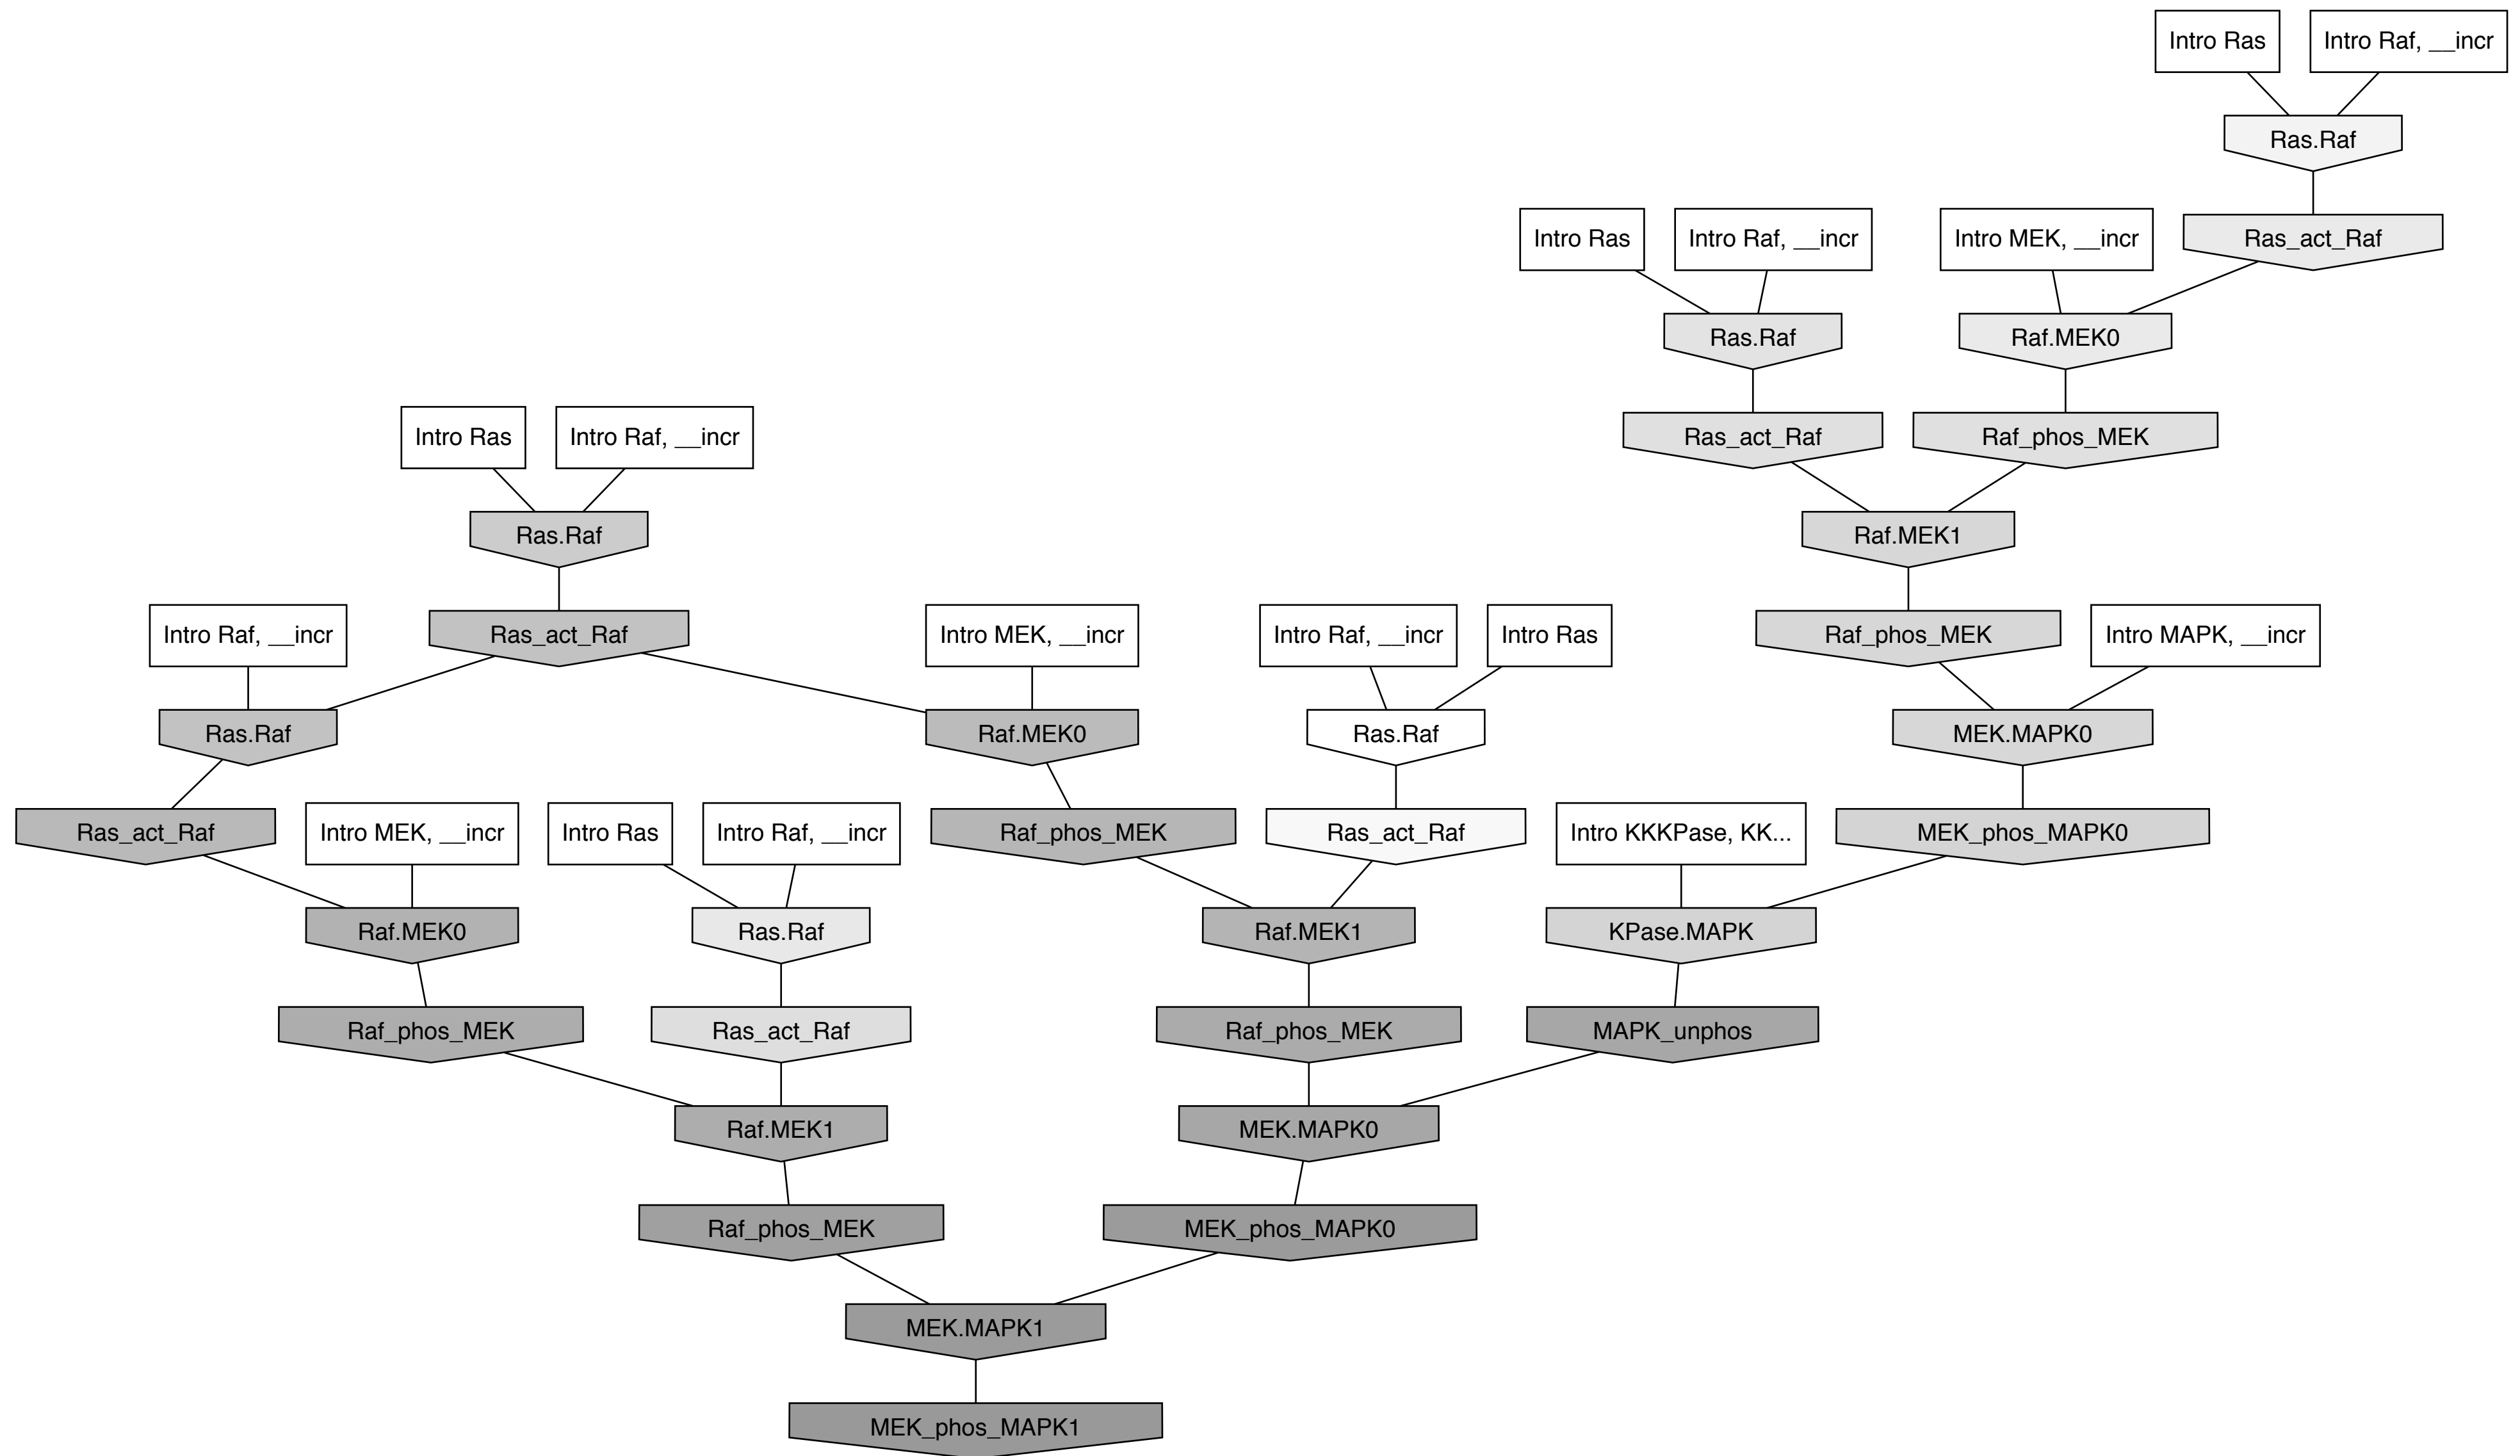 Intro Ras
Intro Raf, __incr
Ras.Raf
Intro Ras
Intro Raf, __incr
Intro MEK, __incr
Ras_act_Raf
Ras.Raf
Raf.MEK0
Intro Ras
Intro Raf, __incr
Ras_act_Raf
Raf_phos_MEK
Ras.Raf
Raf.MEK1
Intro Raf, __incr
Ras_act_Raf
Intro MEK, __incr
Intro Raf, __incr
Intro Ras
Raf_phos_MEK
Intro MAPK, __incr
Ras.Raf
Raf.MEK0
Ras.Raf
MEK.MAPK0
Ras_act_Raf
Intro MEK, __incr
Intro Ras
Intro Raf, __incr
Raf_phos_MEK
Ras_act_Raf
Intro KKKPase, KK...
MEK_phos_MAPK0
Raf.MEK0
Ras.Raf
Raf.MEK1
KPase.MAPK
Raf_phos_MEK
Ras_act_Raf
Raf_phos_MEK
MAPK_unphos
Raf.MEK1
MEK.MAPK0
Raf_phos_MEK
MEK_phos_MAPK0
MEK.MAPK1
MEK_phos_MAPK1